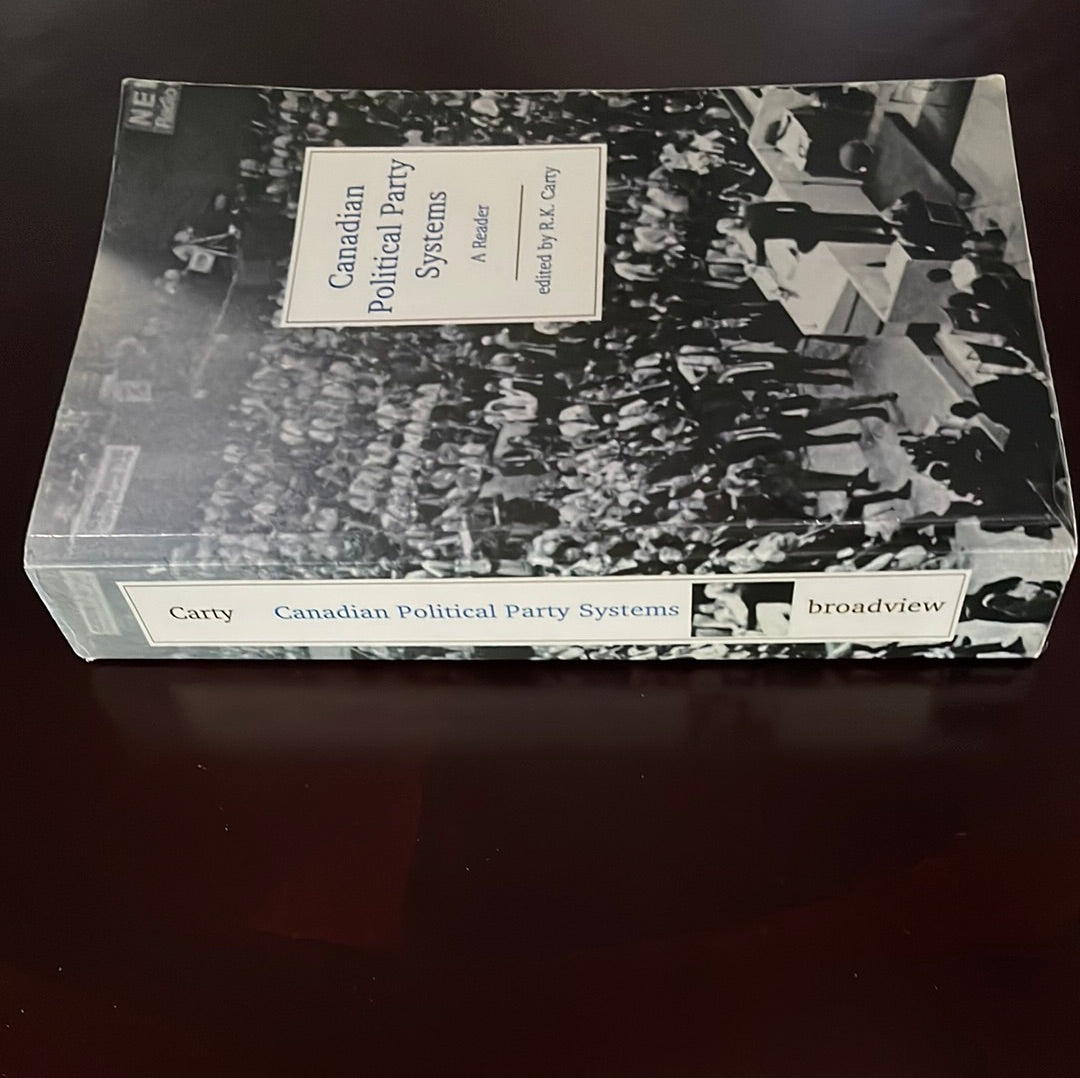 Canadian
Political Party
Systems
A Reader
edited by R.K. Carty
Carty Canadian Political Party Systems broadview